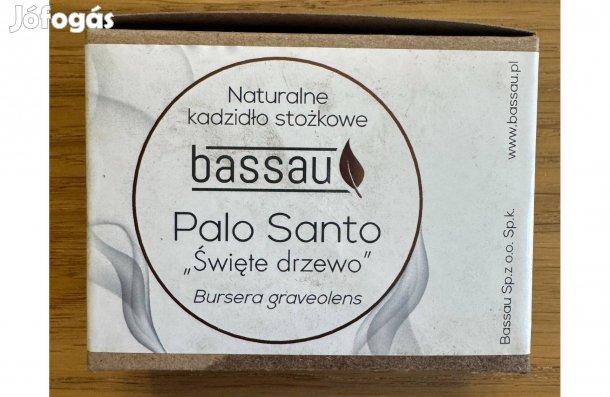 Jófogás
Naturalne
kadzidło stożkowe
bassau
Palo Santo
„Święte drzewo”
Bursera graveolens
Bassau Sp.z o.o. Sp.k.
www.bassau.pl